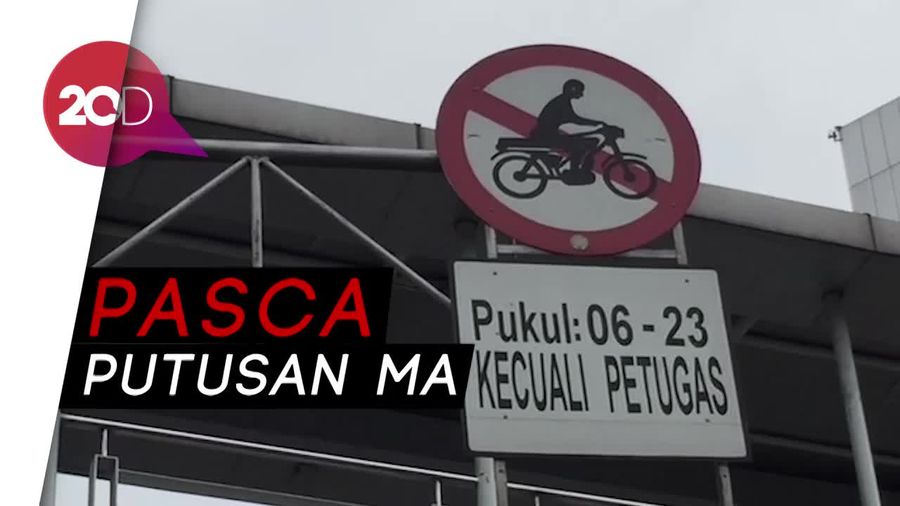 20D
PASCA
PUTUSAN MA
Pukul: 06 - 23
KECUALI PETUGAS